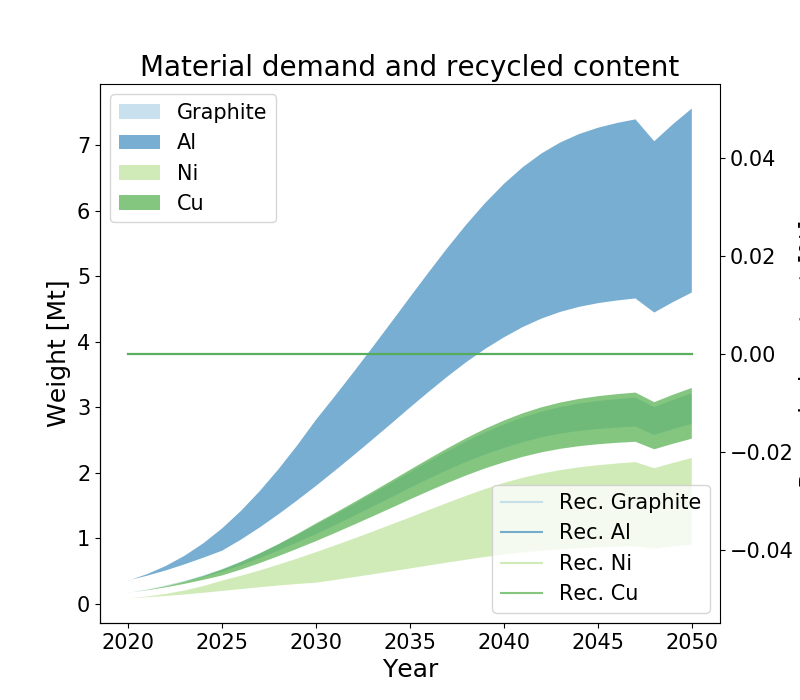 Material demand and recycled content
Graphite
Al
Ni
Cu
7
6
5
4
3
2
1
0
Weight [Mt]
0.04
0.02
0.00
−0.02
−0.04
Rec. Graphite
Rec. Al
Rec. Ni
Rec. Cu
2020 2025 2030 2035 2040 2045 2050
Year